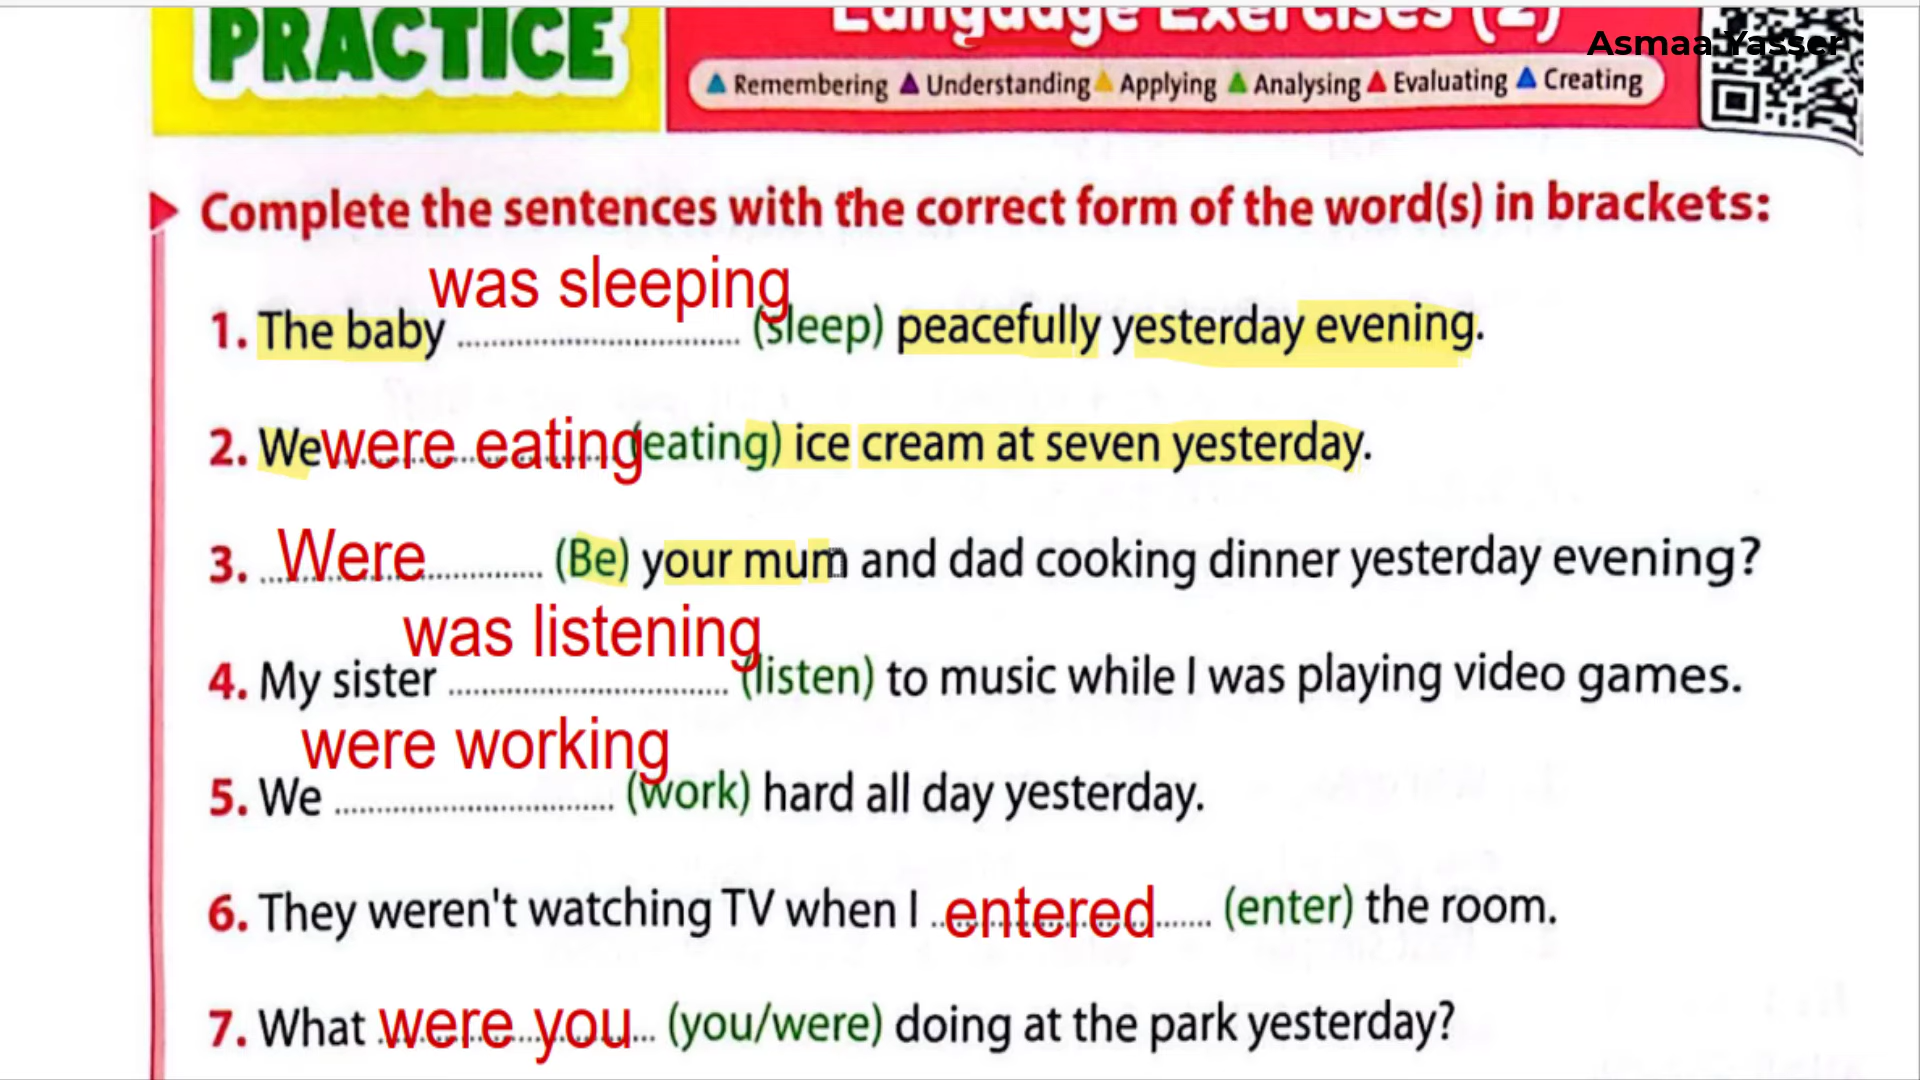 PRACTICE
Language Exercises (2)
Asmaa Yasser
Remembering Understanding Applying Analysing Evaluating Creating
Complete the sentences with the correct form of the word(s) in brackets:
was sleeping
1. The baby .................... (sleep) peacefully yesterday evening.
2. We were eating (eating) ice cream at seven yesterday.
3. Were (Be) your mum and dad cooking dinner yesterday evening?
was listening
4. My sister .................... (listen) to music while I was playing video games.
were working
5. We .................... (work) hard all day yesterday.
6. They weren't watching TV when I entered (enter) the room.
7. What were you (you/were) doing at the park yesterday?